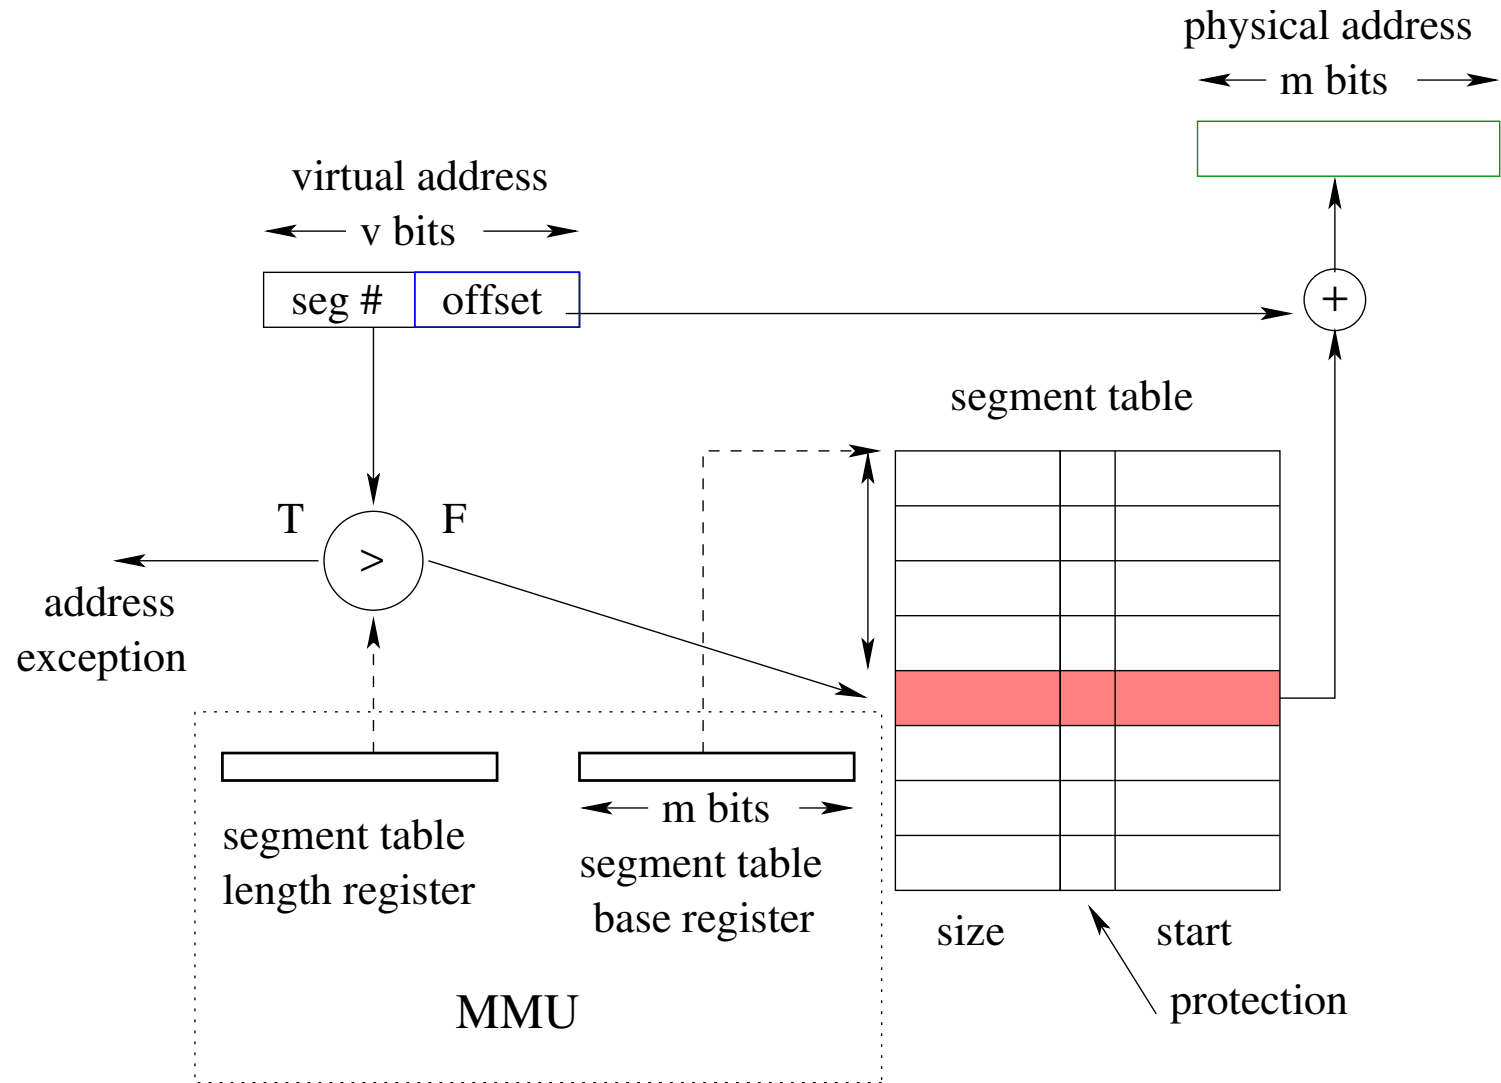 physical address
m bits
virtual address
v bits
seg #
offset
+
segment table
T
F
>
address
exception
m bits
segment table
length register
segment table
base register
size
start
protection
MMU